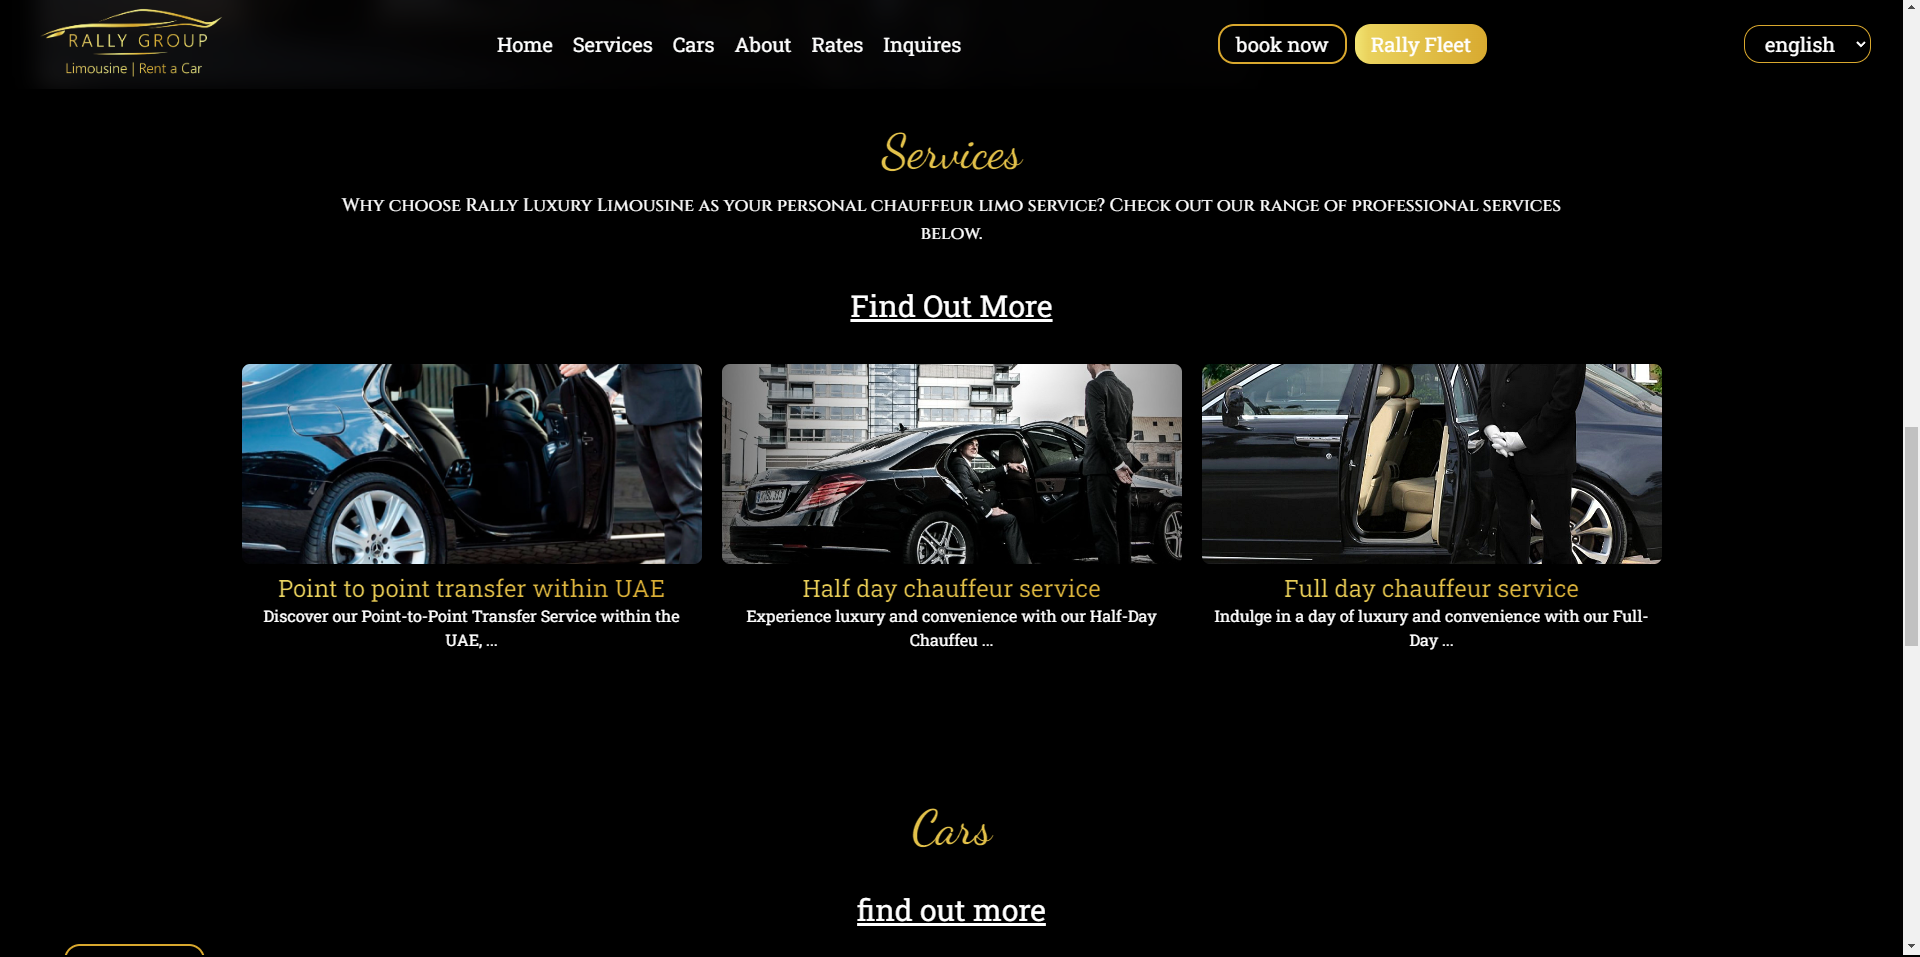 RALLY GROUP
Limousine | Rent a Car
Home Services Cars About Rates Inquires
book now
Rally Fleet
english
Services
Why choose Rally Luxury Limousine as your personal chauffeur limo service? Check out our range of professional services
below.
Find Out More
Point to point transfer within UAE
Discover our Point-to-Point Transfer Service within the
UAE, ...
Half day chauffeur service
Experience luxury and convenience with our Half-Day
Chauffeu ...
Full day chauffeur service
Indulge in a day of luxury and convenience with our Full-
Day ...
Cars
find out more